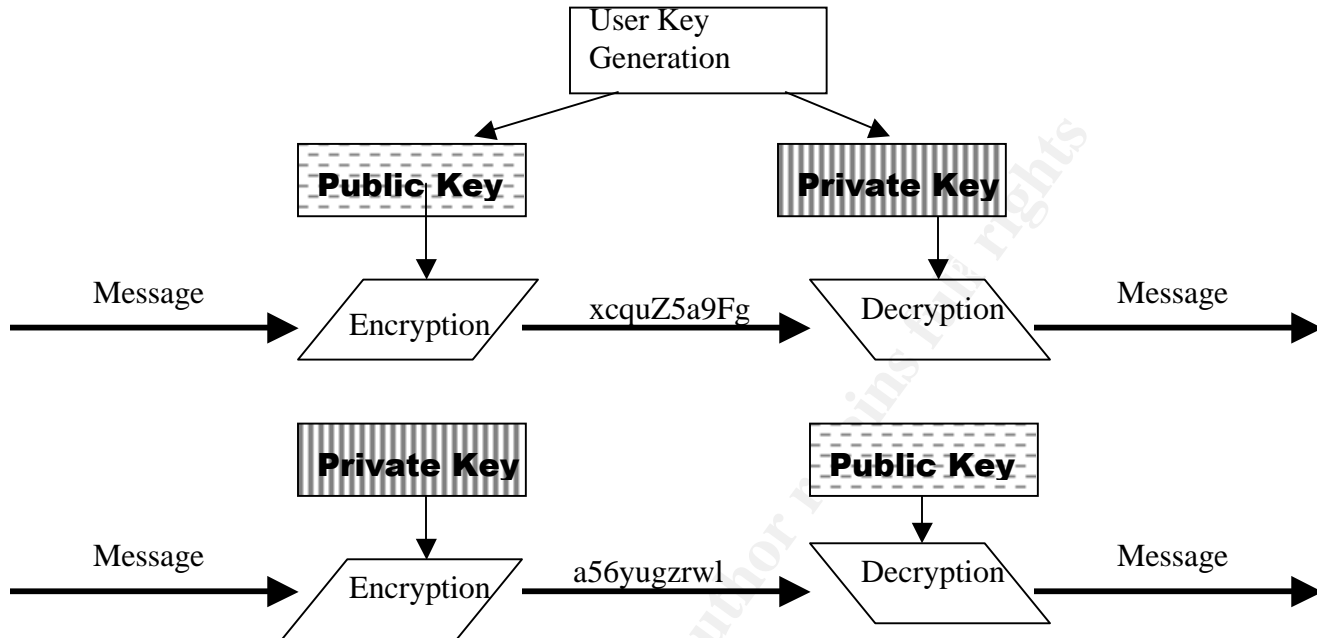 User Key
Generation
Public Key
Private Key
Message
Encryption
xcquZ5a9Fg
Decryption
Message
Private Key
Public Key
Message
Encryption
a56yugzrwl
Decryption
Message